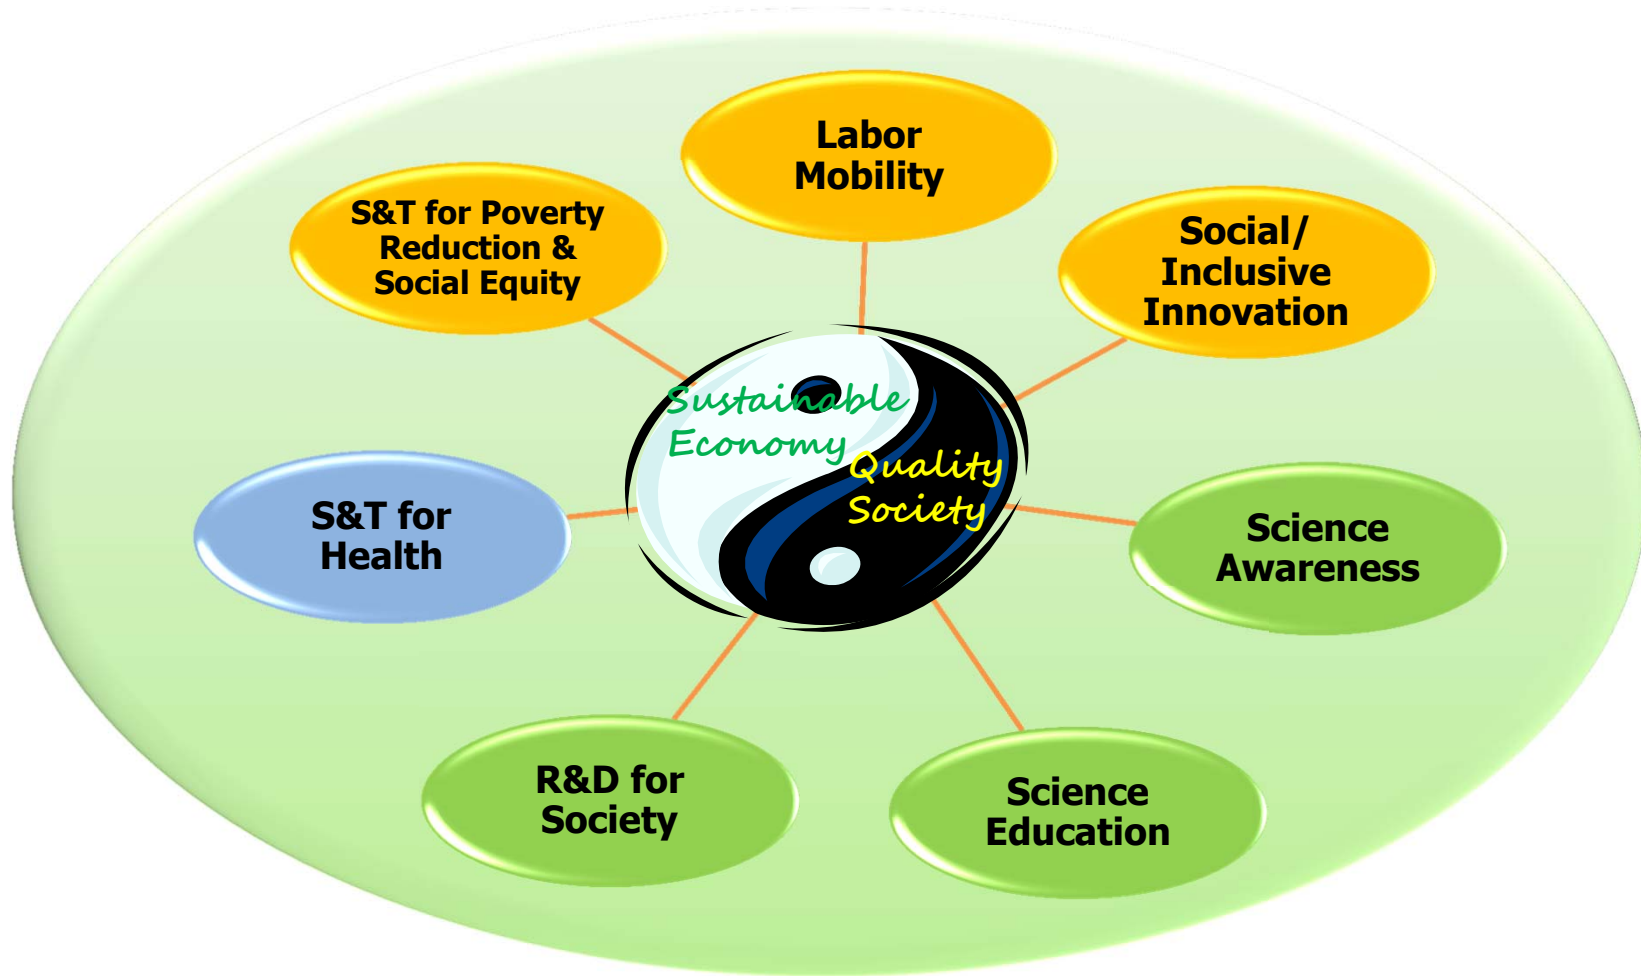 Labor
Mobility
S&T for Poverty
Reduction &
Social Equity
Social/
Inclusive
Innovation
Sustainable
Economy
Quality
Society
S&T for
Health
Science
Awareness
R&D for
Society
Science
Education